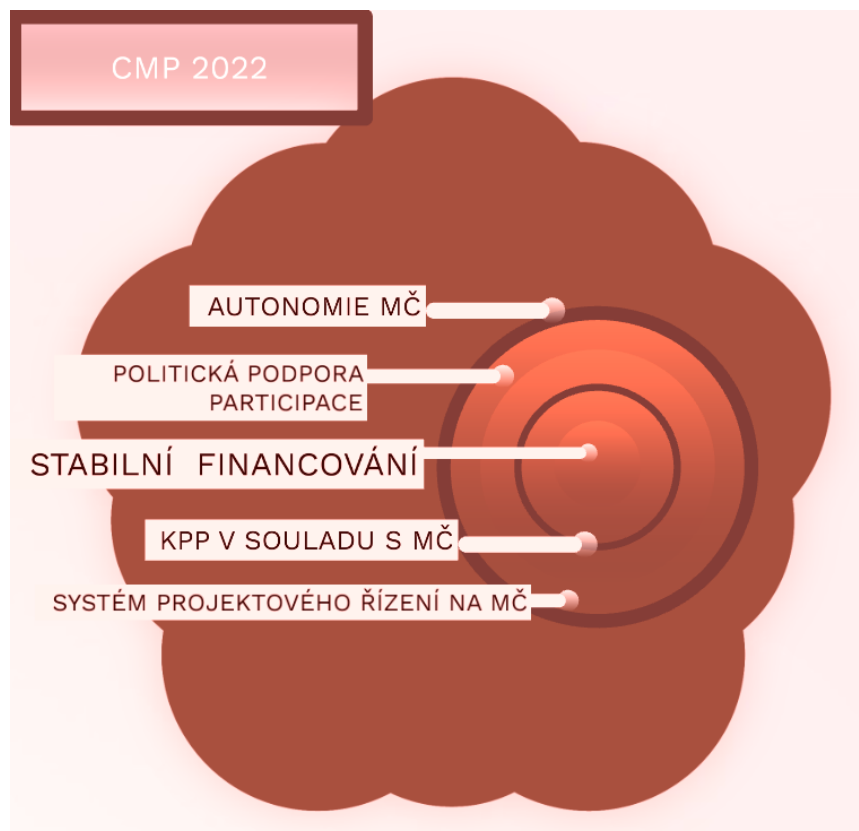 CMP 2022
AUTONOMIE MČ
POLITICKÁ PODPORA
PARTICIPACE
STABILNÍ FINANCOVÁNÍ
KPP V SOULADU S MČ
SYSTÉM PROJEKTOVÉHO ŘÍZENÍ NA MČ